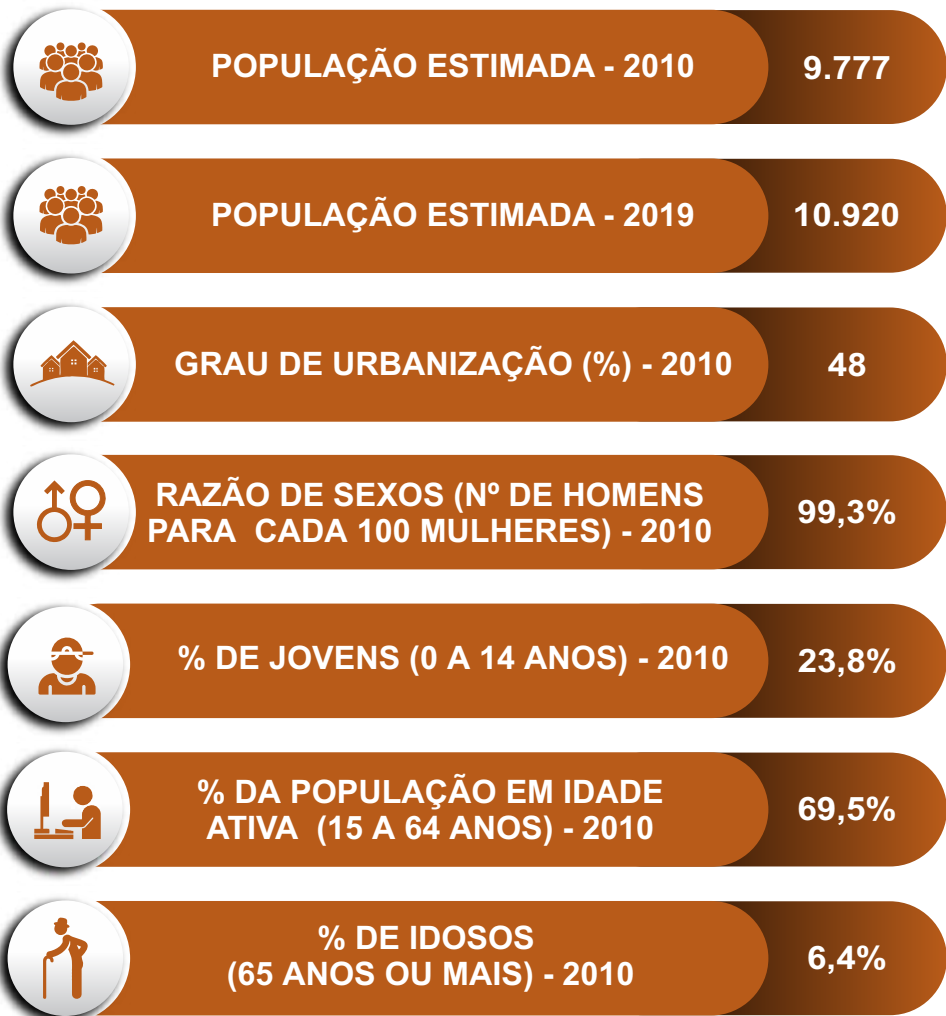 POPULAÇÃO ESTIMADA - 2010
9.777
POPULAÇÃO ESTIMADA - 2019
10.920
GRAU DE URBANIZAÇÃO (%) - 2010
48
RAZÃO DE SEXOS (Nº DE HOMENS
PARA CADA 100 MULHERES) - 2010
99,3%
% DE JOVENS (0 A 14 ANOS) - 2010
23,8%
% DA POPULAÇÃO EM IDADE
ATIVA (15 A 64 ANOS) - 2010
69,5%
% DE IDOSOS
(65 ANOS OU MAIS) - 2010
6,4%